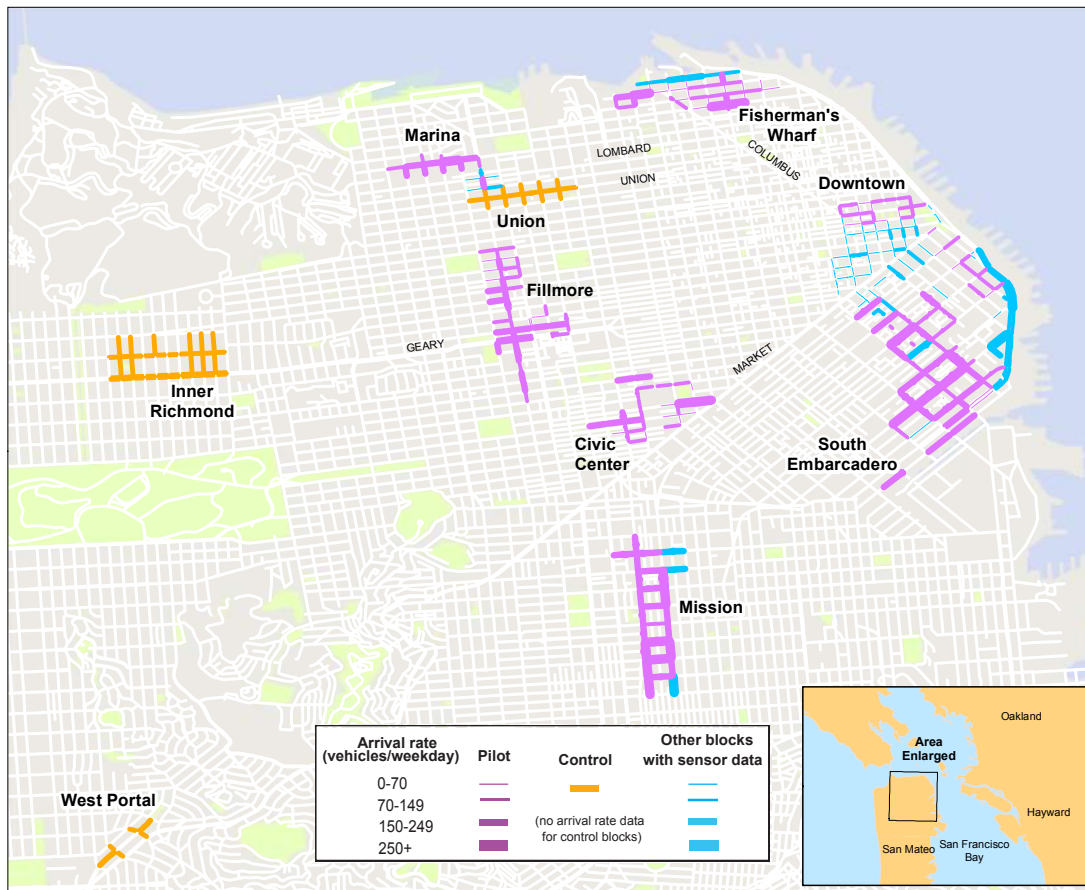 Marina
Fisherman's
Wharf
LOMBARD
COLUMBUS
UNION
Downtown
Union
Fillmore
GEARY
MARKET
Inner
Richmond
Civic
Center
South
Embarcadero
Mission
West Portal
Arrival rate
(vehicles/weekday)
Pilot
Control
Other blocks
with sensor data
0-70
70-149
150-249
250+
(no arrival rate data
for control blocks)
Oakland
Area
Enlarged
Hayward
San Mateo
San Francisco
Bay